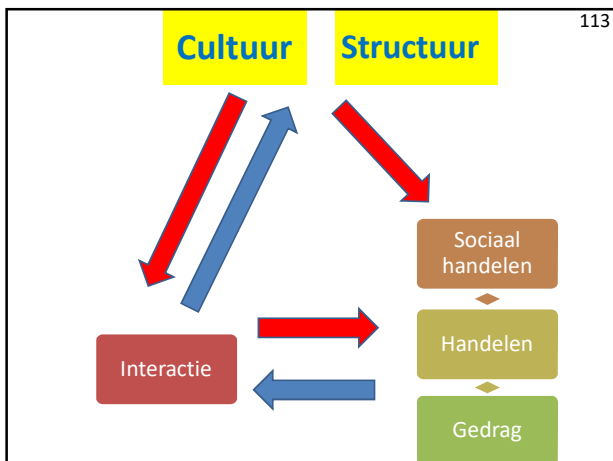 113
Cultuur
Structuur
Sociaal
handelen
Interactie
Handelen
Gedrag